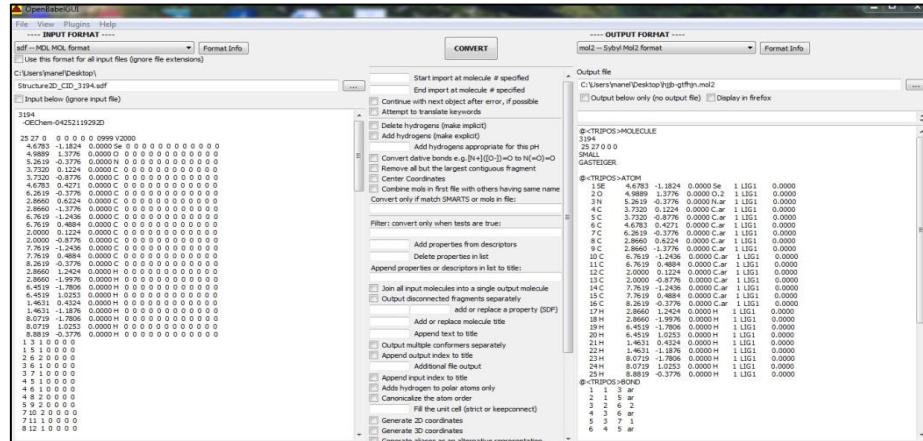 OpenBabelGUI
File View Plugins Help
---- INPUT FORMAT ----
sdf -- MDL MOL format
Format Info
Use this format for all input files (ignore file extensions)
C:\Users\manel\Desktop\
Structure2D_CID_3194.sdf
...
Input below (ignore input file)
3194
-OEChem-04252119292D
25 27 0 0 0 0 0 0 0999 V2000
4.6783 -1.1824 0.0000 Se 0 0 0 0 0 0 0 0 0 0 0 0
4.9889 1.3776 0.0000 O 0 0 0 0 0 0 0 0 0 0 0 0
5.2619 -0.3776 0.0000 N 0 0 0 0 0 0 0 0 0 0 0 0
3.7320 0.1224 0.0000 C 0 0 0 0 0 0 0 0 0 0 0 0
3.7320 -0.8776 0.0000 C 0 0 0 0 0 0 0 0 0 0 0 0
4.6783 0.4271 0.0000 C 0 0 0 0 0 0 0 0 0 0 0 0
6.2619 -0.3776 0.0000 C 0 0 0 0 0 0 0 0 0 0 0 0
2.8660 0.6224 0.0000 C 0 0 0 0 0 0 0 0 0 0 0 0
2.8660 -1.3776 0.0000 C 0 0 0 0 0 0 0 0 0 0 0 0
6.7619 -1.2436 0.0000 C 0 0 0 0 0 0 0 0 0 0 0 0
6.7619 0.4884 0.0000 C 0 0 0 0 0 0 0 0 0 0 0 0
2.0000 0.1224 0.0000 C 0 0 0 0 0 0 0 0 0 0 0 0
2.0000 -0.8776 0.0000 C 0 0 0 0 0 0 0 0 0 0 0 0
7.7619 -1.2436 0.0000 C 0 0 0 0 0 0 0 0 0 0 0 0
7.7619 0.4884 0.0000 C 0 0 0 0 0 0 0 0 0 0 0 0
8.2619 -0.3776 0.0000 C 0 0 0 0 0 0 0 0 0 0 0 0
2.8660 1.2424 0.0000 H 0 0 0 0 0 0 0 0 0 0 0 0
2.8660 -1.9976 0.0000 H 0 0 0 0 0 0 0 0 0 0 0 0
6.4519 -1.7806 0.0000 H 0 0 0 0 0 0 0 0 0 0 0 0
6.4519 1.0253 0.0000 H 0 0 0 0 0 0 0 0 0 0 0 0
1.4631 0.4324 0.0000 H 0 0 0 0 0 0 0 0 0 0 0 0
1.4631 -1.1876 0.0000 H 0 0 0 0 0 0 0 0 0 0 0 0
8.0719 -1.7806 0.0000 H 0 0 0 0 0 0 0 0 0 0 0 0
8.0719 1.0253 0.0000 H 0 0 0 0 0 0 0 0 0 0 0 0
8.8819 -0.3776 0.0000 H 0 0 0 0 0 0 0 0 0 0 0 0
1 3 1 0 0 0 0
1 5 1 0 0 0 0
2 6 2 0 0 0 0
3 6 1 0 0 0 0
3 7 1 0 0 0 0
4 5 1 0 0 0 0
4 6 1 0 0 0 0
4 8 2 0 0 0 0
5 9 2 0 0 0 0
7 10 2 0 0 0 0
7 11 1 0 0 0 0
8 12 1 0 0 0 0
CONVERT
Start import at molecule # specified
End import at molecule # specified
Continue with next object after error, if possible
Attempt to translate keywords
Delete hydrogens (make implicit)
Add hydrogens (make explicit)
Add hydrogens appropriate for this pH
Convert dative bonds e.g.[N+]([O-])=O to N(=O)=O
Remove all but the largest contiguous fragment
Center Coordinates
Combine mols in first file with others having same name
Convert only if match SMARTS or mols in file:
Filter: convert only when tests are true:
Add properties from descriptors
Delete properties in list
Append properties or descriptors in list to title:
Join all input molecules into a single output molecule
Output disconnected fragments separately
add or replace a property (SDF)
Add or replace molecule title
Append text to title
Output multiple conformers separately
Append output index to title
Additional file output
Append input index to title
Adds hydrogen to polar atoms only
Canonicalize the atom order
Fill the unit cell (strict or keepconnect)
Generate 2D coordinates
Generate 3D coordinates
Generate aliases as an alternative representation
---- OUTPUT FORMAT ----
mol2 -- Sybyl Mol2 format
Format Info
Output file
C:\Users\manel\Desktop\hjjb-gtfhjn.mol2
...
Output below only (no output file) Display in firefox
@<TRIPOS>MOLECULE
3194
25 27 0 0 0
SMALL
GASTEIGER
@<TRIPOS>ATOM
1 SE 4.6783 -1.1824 0.0000 Se 1 LIG1 0.0000
2 O 4.9889 1.3776 0.0000 O.2 1 LIG1 0.0000
3 N 5.2619 -0.3776 0.0000 N.ar 1 LIG1 0.0000
4 C 3.7320 0.1224 0.0000 C.ar 1 LIG1 0.0000
5 C 3.7320 -0.8776 0.0000 C.ar 1 LIG1 0.0000
6 C 4.6783 0.4271 0.0000 C.ar 1 LIG1 0.0000
7 C 6.2619 -0.3776 0.0000 C.ar 1 LIG1 0.0000
8 C 2.8660 0.6224 0.0000 C.ar 1 LIG1 0.0000
9 C 2.8660 -1.3776 0.0000 C.ar 1 LIG1 0.0000
10 C 6.7619 -1.2436 0.0000 C.ar 1 LIG1 0.0000
11 C 6.7619 0.4884 0.0000 C.ar 1 LIG1 0.0000
12 C 2.0000 0.1224 0.0000 C.ar 1 LIG1 0.0000
13 C 2.0000 -0.8776 0.0000 C.ar 1 LIG1 0.0000
14 C 7.7619 -1.2436 0.0000 C.ar 1 LIG1 0.0000
15 C 7.7619 0.4884 0.0000 C.ar 1 LIG1 0.0000
16 C 8.2619 -0.3776 0.0000 C.ar 1 LIG1 0.0000
17 H 2.8660 1.2424 0.0000 H 1 LIG1 0.0000
18 H 2.8660 -1.9976 0.0000 H 1 LIG1 0.0000
19 H 6.4519 -1.7806 0.0000 H 1 LIG1 0.0000
20 H 6.4519 1.0253 0.0000 H 1 LIG1 0.0000
21 H 1.4631 0.4324 0.0000 H 1 LIG1 0.0000
22 H 1.4631 -1.1876 0.0000 H 1 LIG1 0.0000
23 H 8.0719 -1.7806 0.0000 H 1 LIG1 0.0000
24 H 8.0719 1.0253 0.0000 H 1 LIG1 0.0000
25 H 8.8819 -0.3776 0.0000 H 1 LIG1 0.0000
@<TRIPOS>BOND
1 1 3 ar
2 1 5 ar
3 2 6 2
4 3 6 ar
5 3 7 1
6 4 5 ar